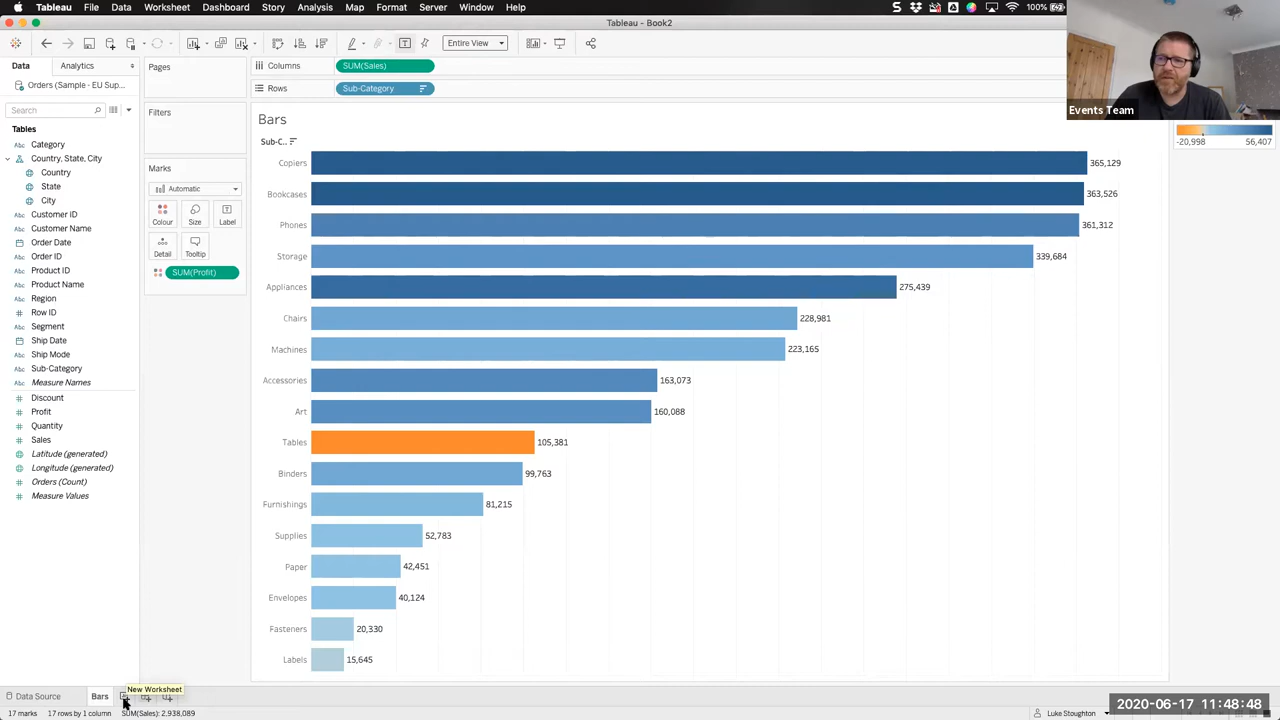 Tableau File Data Worksheet Dashboard Story Analysis Map Format Server Window Help 100%
Tableau - Book2
Entire View
Data Analytics Pages Columns SUM(Sales)
Orders (Sample - EU Sup... Rows Sub-Category
Search
Filters
Events Team
Bars
-20,998 56,407
Tables
Category
Country, State, City
Country
State
City
Customer ID
Customer Name
Order Date
Order ID
Product ID
Product Name
Region
Row ID
Segment
Ship Date
Ship Mode
Sub-Category
Measure Names
Discount
Profit
Quantity
Sales
Latitude (generated)
Longitude (generated)
Orders (Count)
Measure Values
Marks
Automatic
Colour Size Label
Detail Tooltip
SUM(Profit)
Sub-C..
Copiers 365,129
Bookcases 363,526
Phones 361,312
Storage 339,684
Appliances 275,439
Chairs 228,981
Machines 223,165
Accessories 163,073
Art 160,088
Tables 105,381
Binders 99,763
Furnishings 81,215
Supplies 52,783
Paper 42,451
Envelopes 40,124
Fasteners 20,330
Labels 15,645
New Worksheet
Data Source Bars
17 marks 17 rows by 1 column SUM(Sales): 2,938,089
Luke Stoughton
2020-06-17 11:48:48